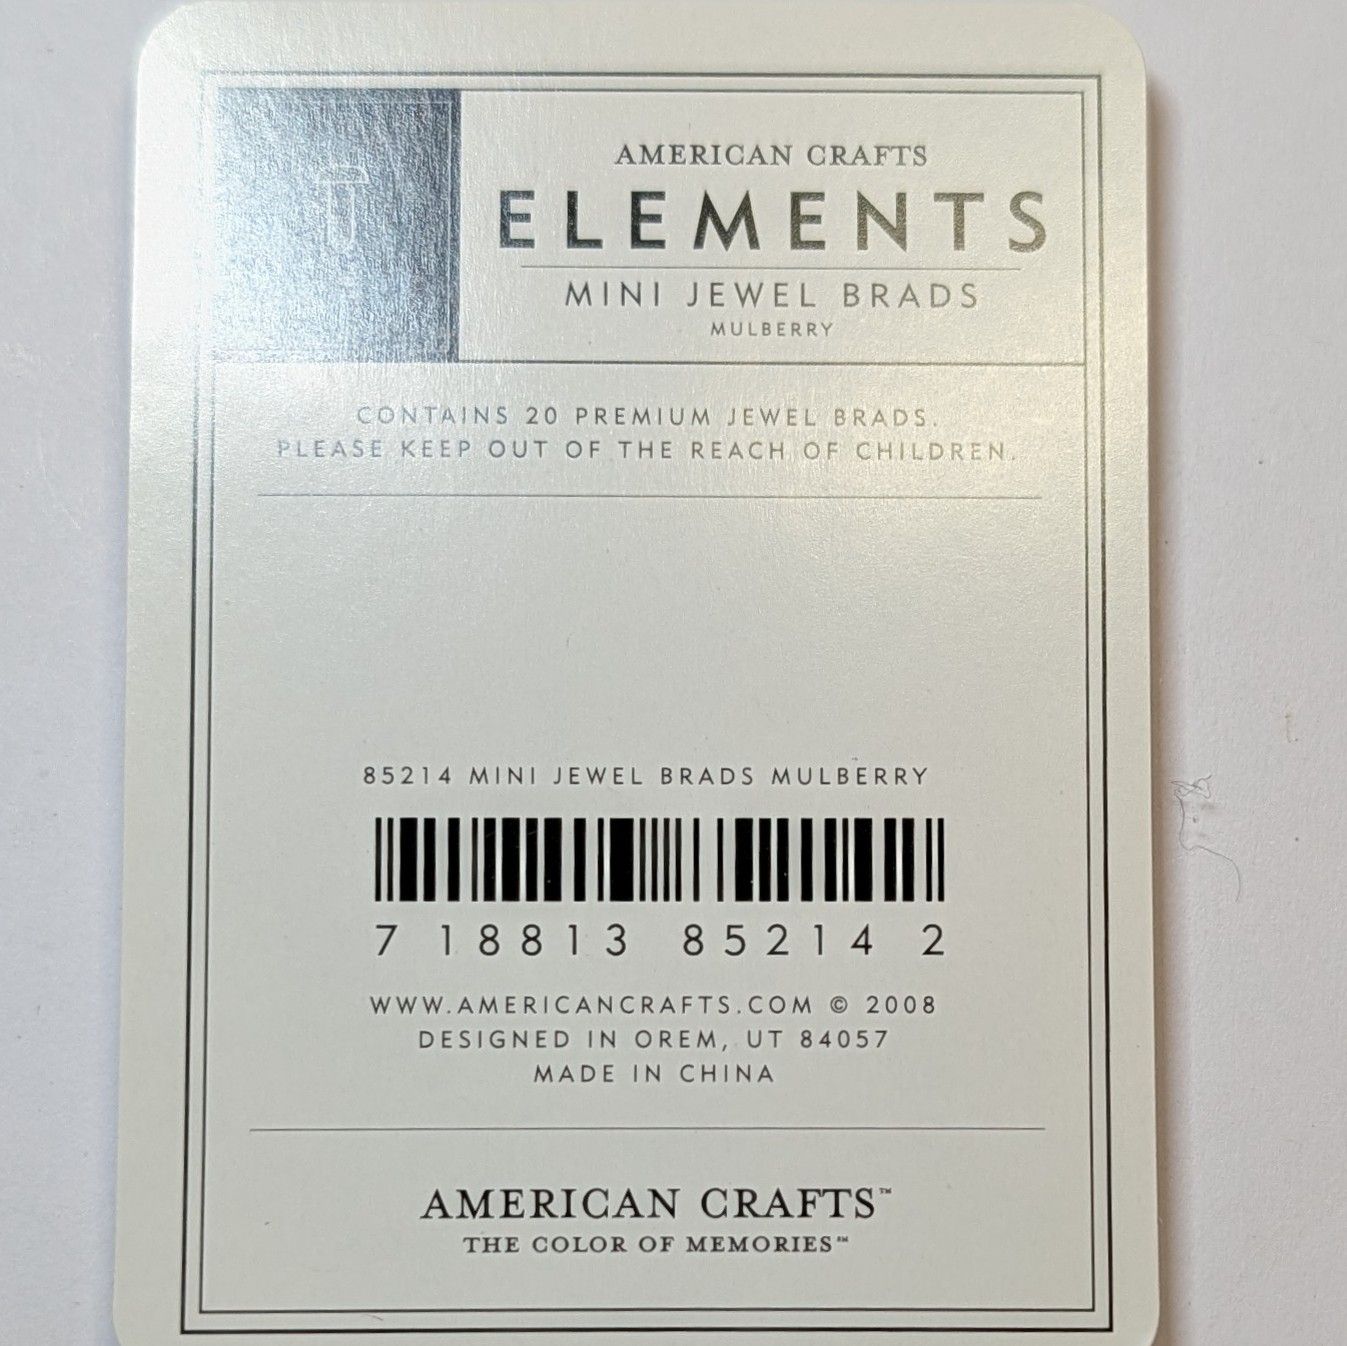 AMERICAN CRAFTS
ELEMENTS
MINI JEWEL BRADS
MULBERRY
CONTAINS 20 PREMIUM JEWEL BRADS.
PLEASE KEEP OUT OF THE REACH OF CHILDREN.
85214 MINI JEWEL BRADS MULBERRY
7 18813 85214 2
WWW.AMERICANCRAFTS.COM © 2008
DESIGNED IN OREM, UT 84057
MADE IN CHINA
AMERICAN CRAFTS™
THE COLOR OF MEMORIES™